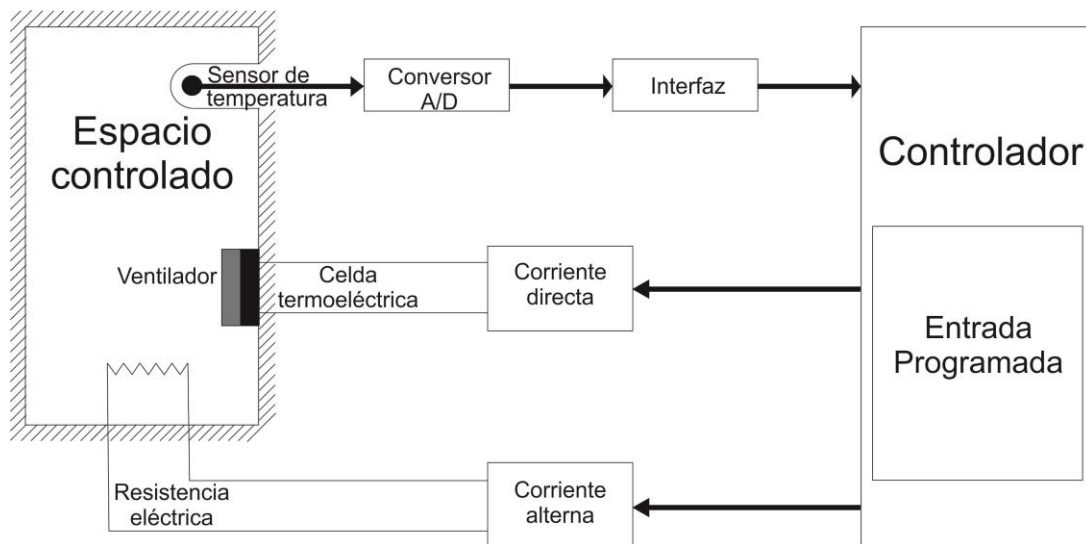 Sensor de
temperatura
Conversor
A/D
Interfaz
Espacio
controlado
Controlador
Ventilador
Celda
termoeléctrica
Corriente
directa
Entrada
Programada
Resistencia
eléctrica
Corriente
alterna